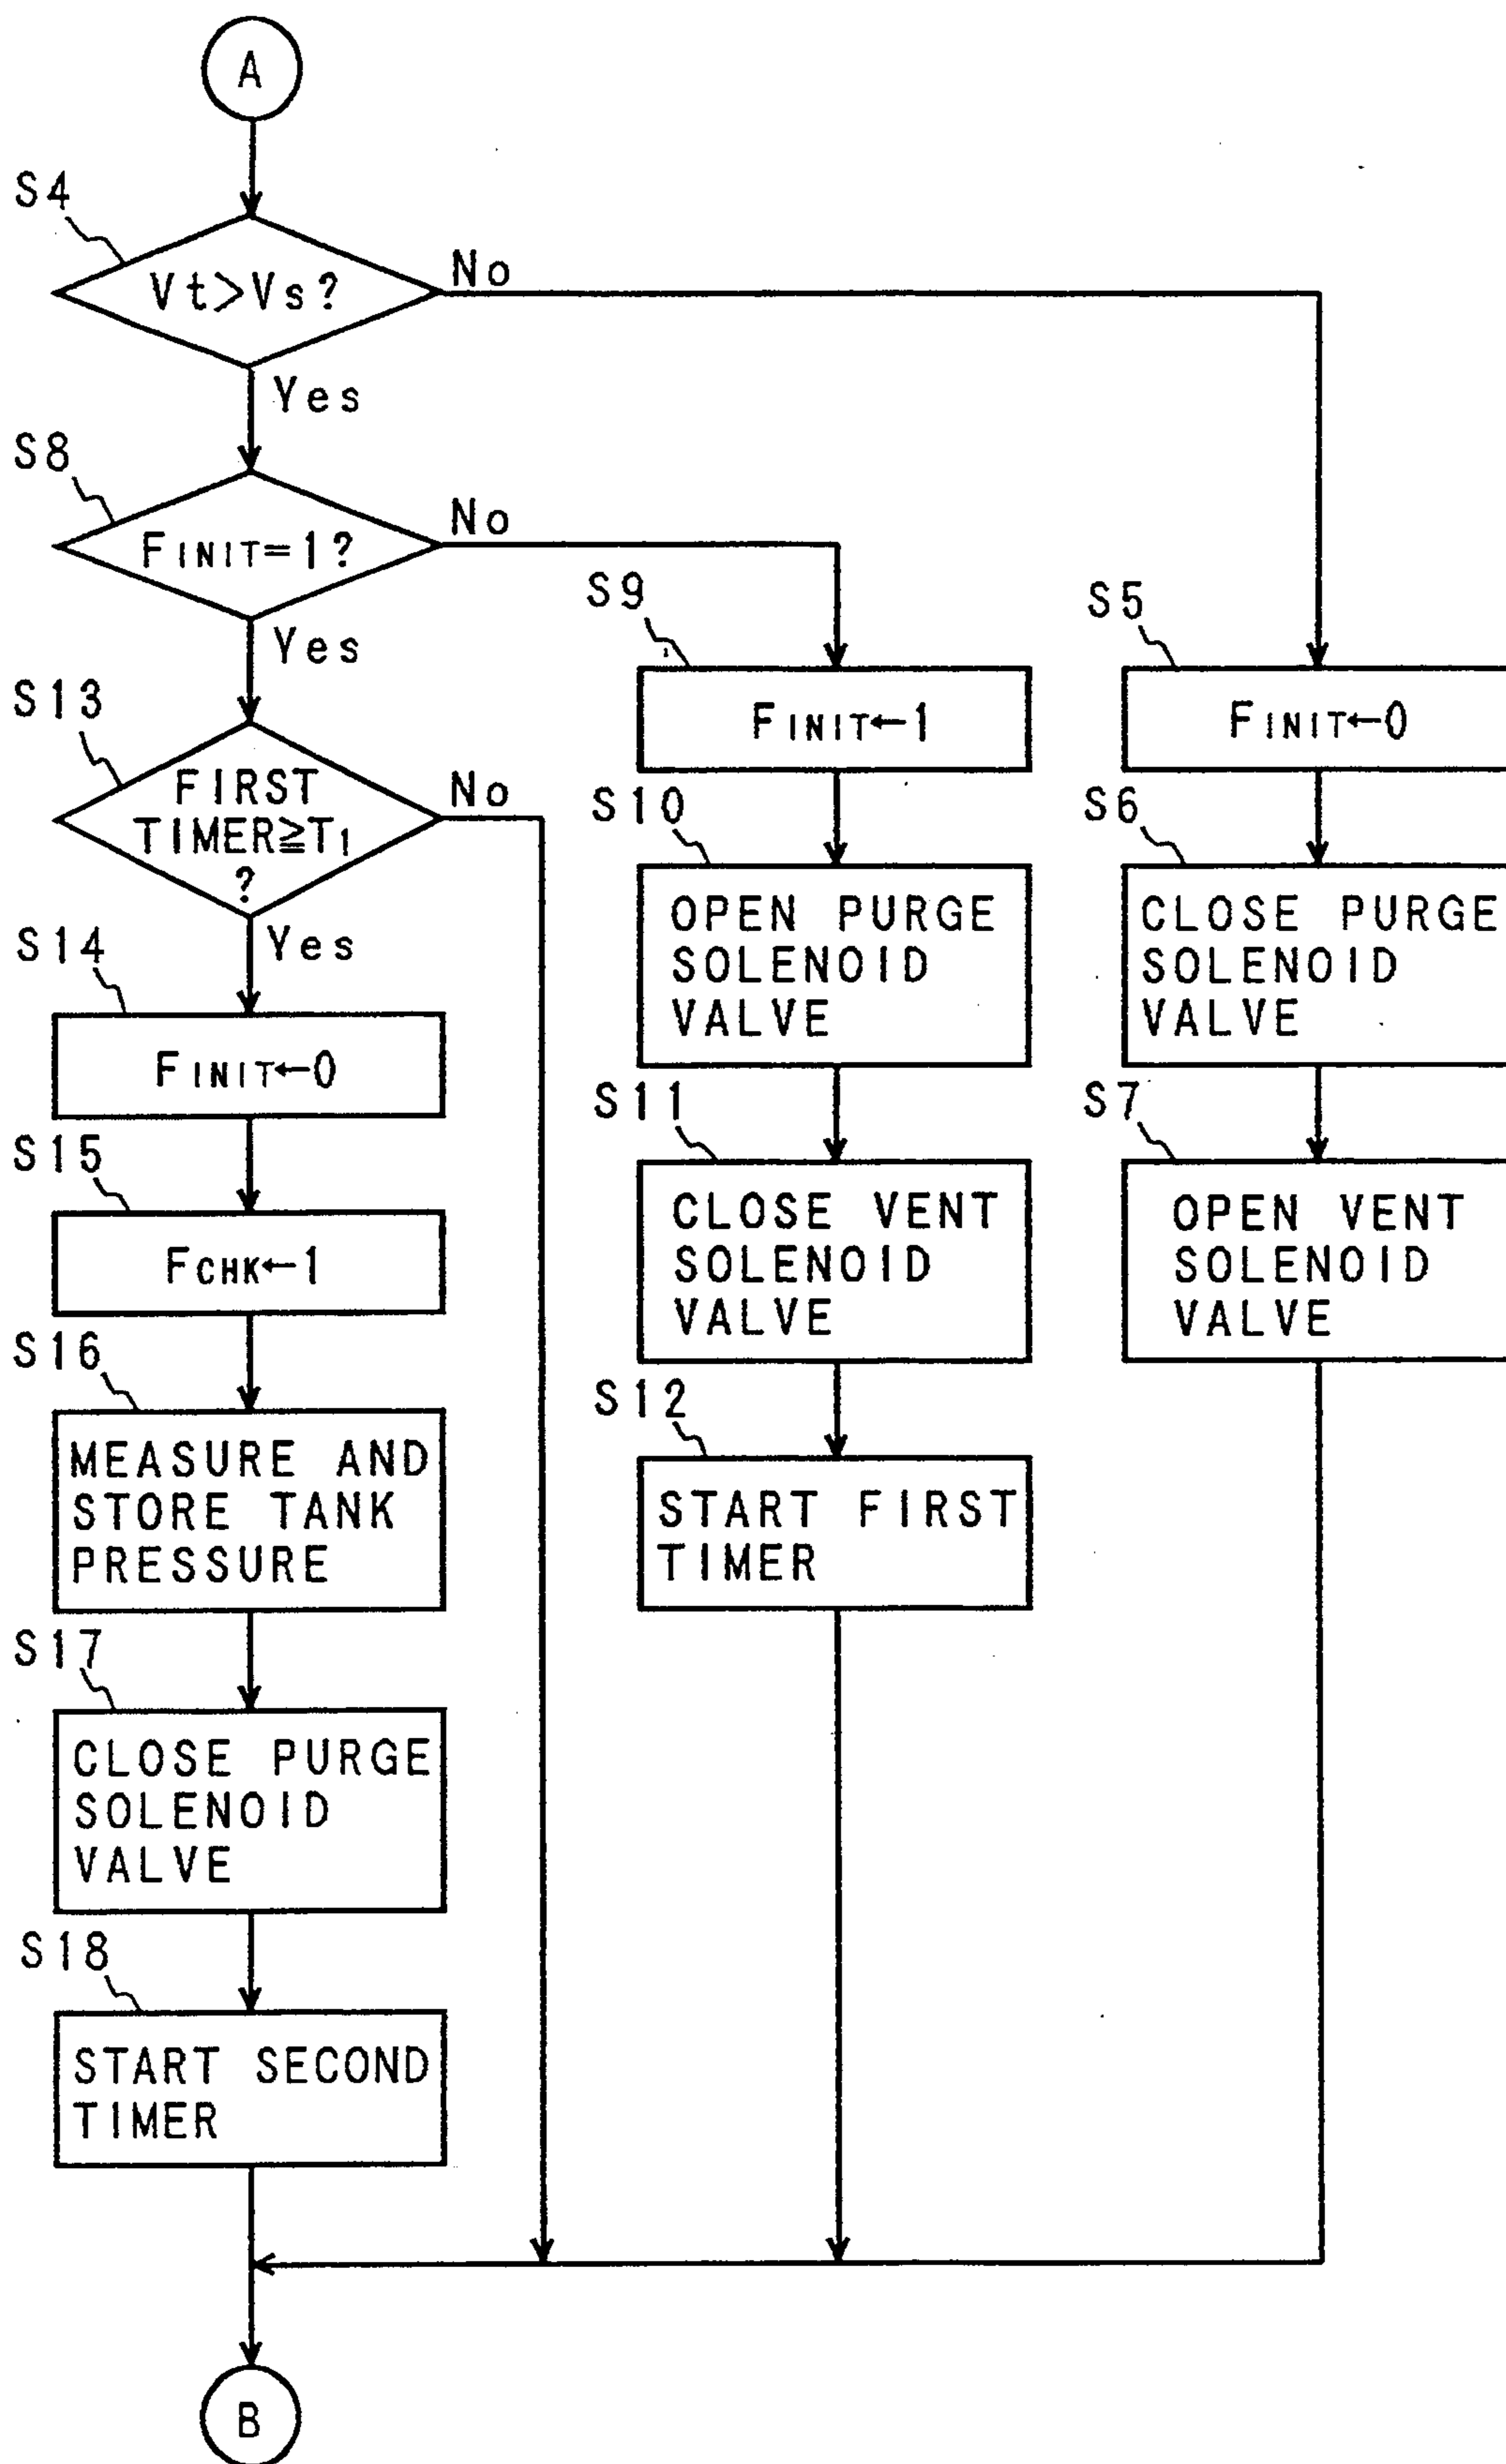 A
S4
Vt>Vs?
No
Yes
S8
FINIT=1?
No
Yes
S13
FIRST
TIMER≧T1
?
No
Yes
S14
FINIT←0
S15
FCHK←1
S16
MEASURE AND
STORE TANK
PRESSURE
S17
CLOSE PURGE
SOLENOID
VALVE
S18
START SECOND
TIMER
S9
FINIT←1
S10
OPEN PURGE
SOLENOID
VALVE
S11
CLOSE VENT
SOLENOID
VALVE
S12
START FIRST
TIMER
S5
FINIT←0
S6
CLOSE PURGE
SOLENOID
VALVE
S7
OPEN VENT
SOLENOID
VALVE
B